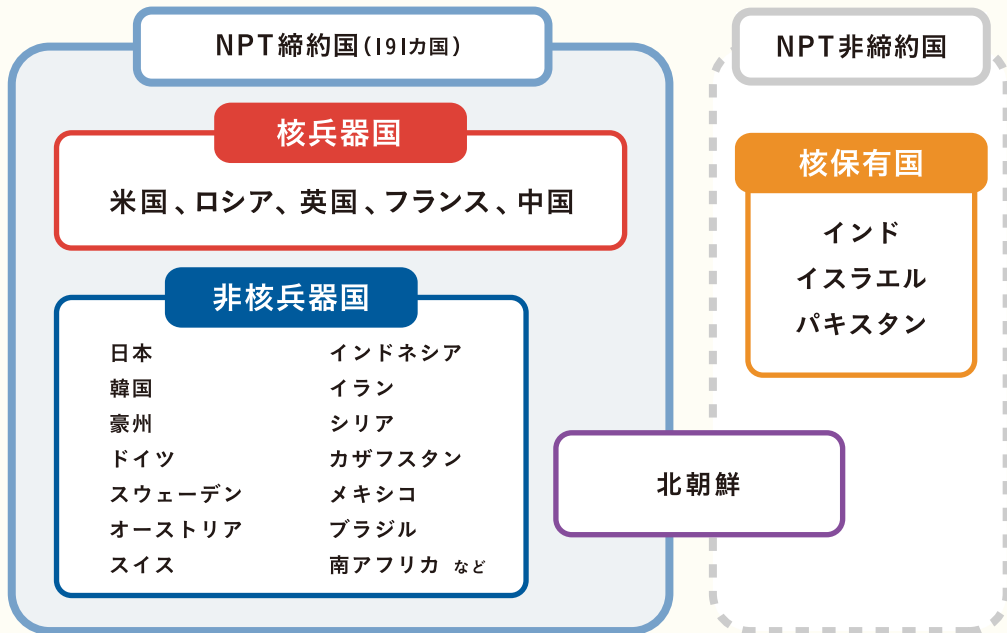 NPT締約国(191カ国)
核兵器国
米国、ロシア、英国、フランス、中国
非核兵器国
日本
韓国
豪州
ドイツ
スウェーデン
オーストリア
スイス
インドネシア
イラン
シリア
カザフスタン
メキシコ
ブラジル
南アフリカ など
北朝鮮
NPT非締約国
核保有国
インド
イスラエル
パキスタン